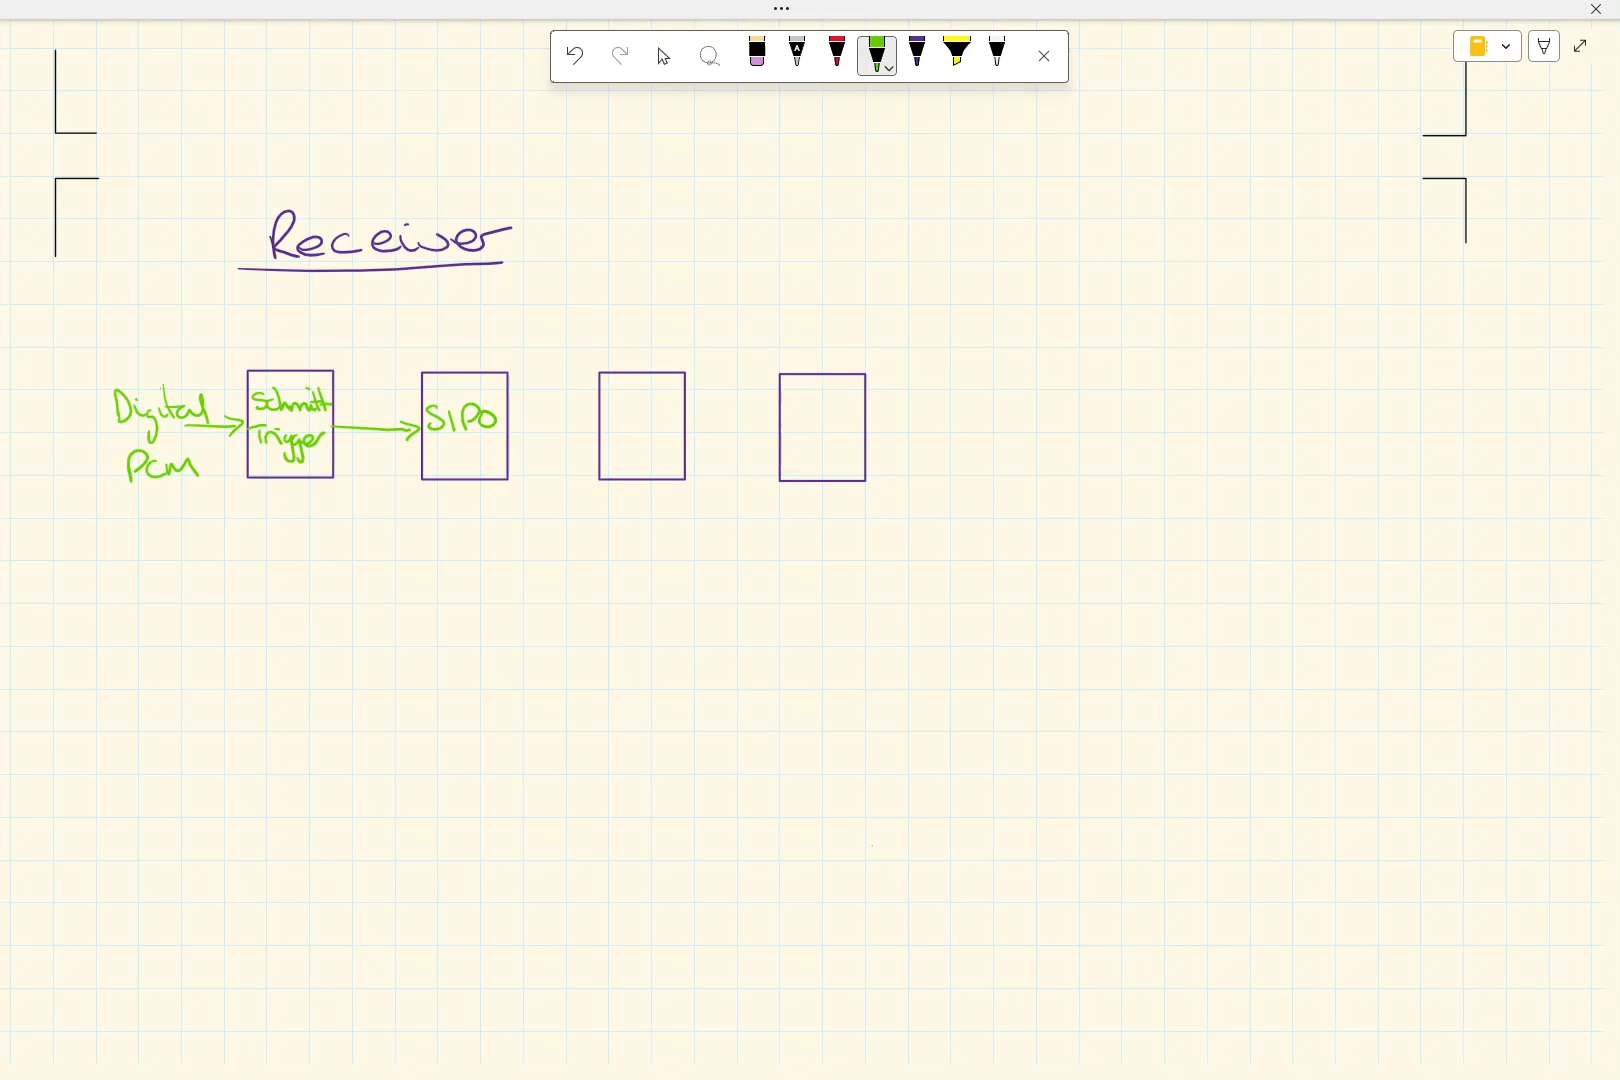 Receiver
Digital
Pcm
Schmitt
Trigger
SIPO